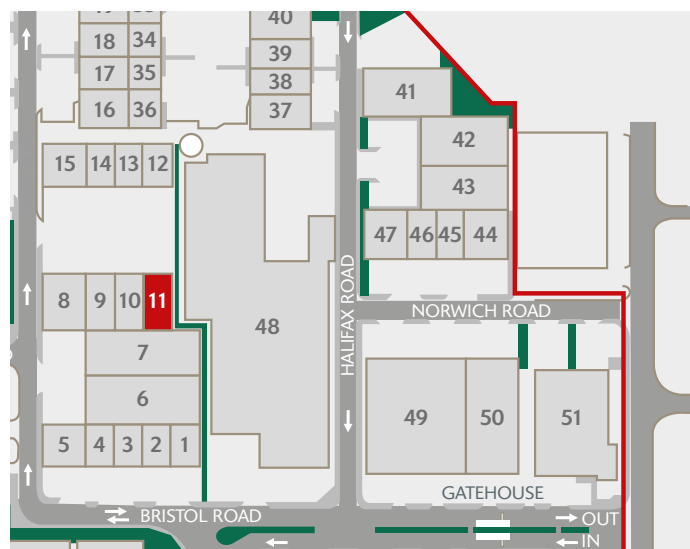 40
18 34
39
17 35
38
16 36
37
41
42
15 14 13 12
43
47 46 45 44
8 9 10 11
HALIFAX ROAD
NORWICH ROAD
48
7
6
49 50 51
5 4 3 2 1
GATEHOUSE
BRISTOL ROAD
OUT
IN